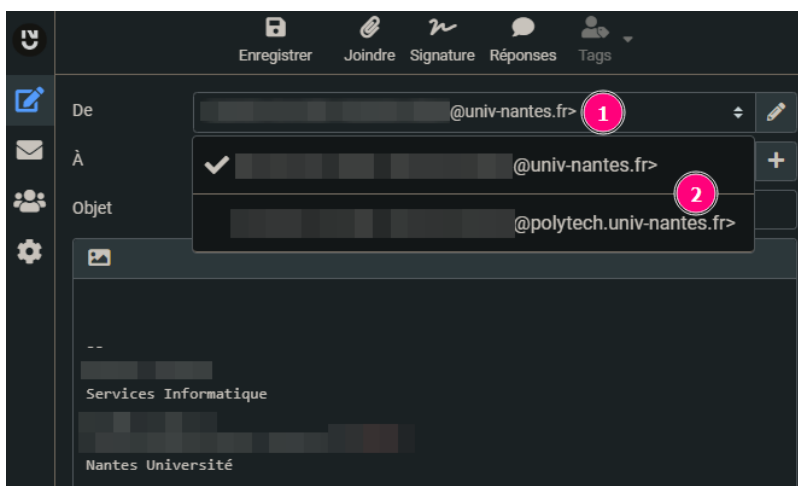 Enregistrer Joindre Signature Réponses Tags
De @univ-nantes.fr> 1
À @univ-nantes.fr>
2
Objet @polytech.univ-nantes.fr>
--
Services Informatique
Nantes Université